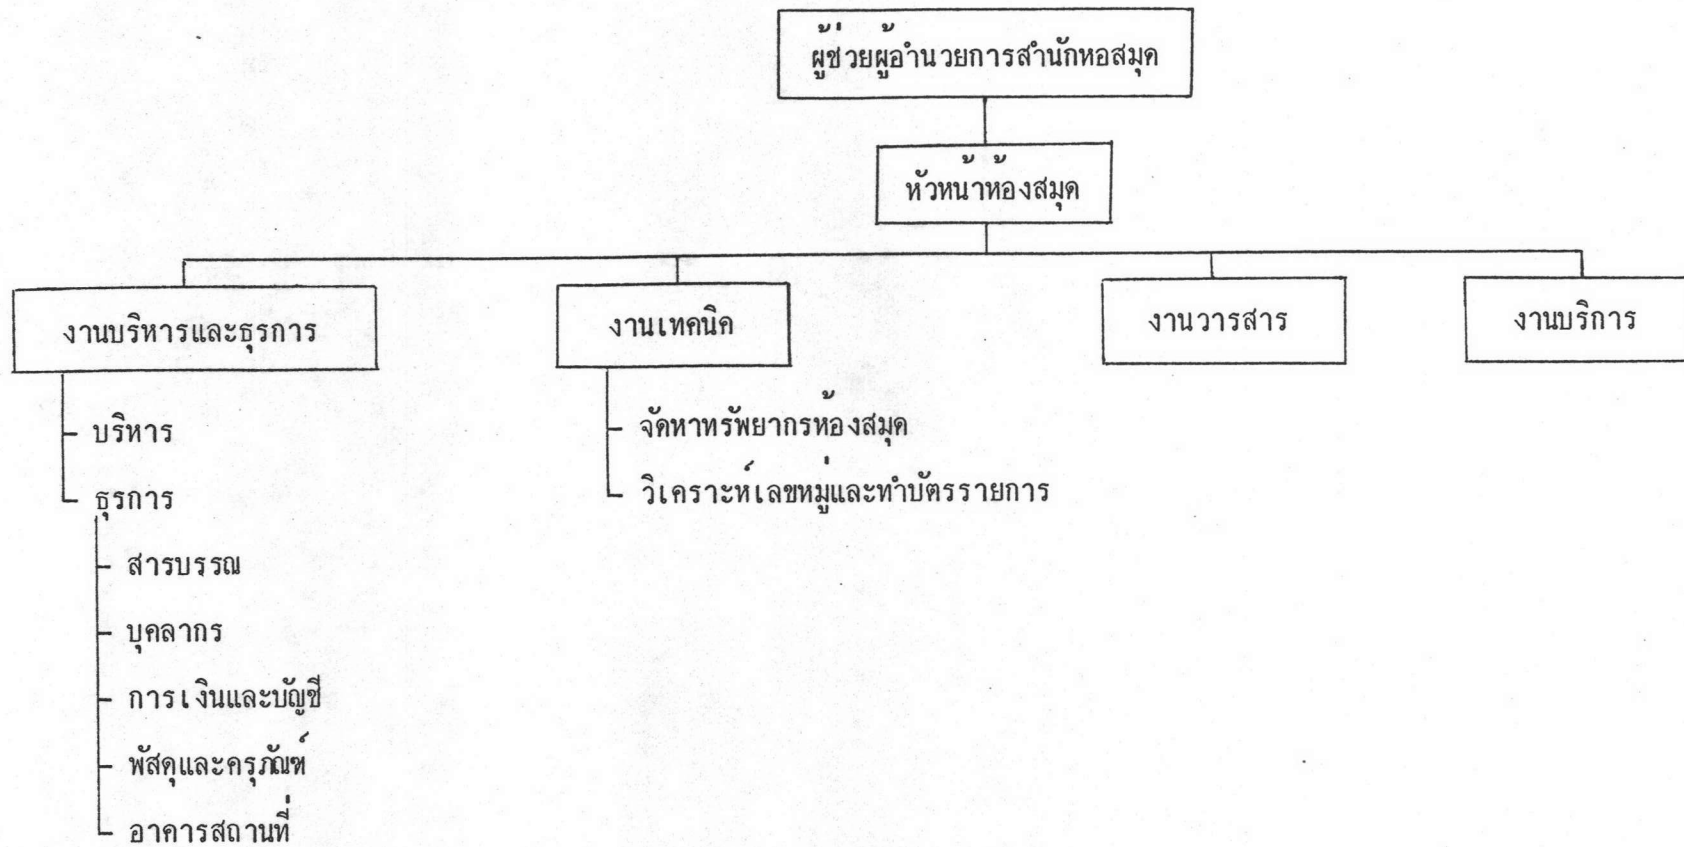 ผู้ช่วยผู้อำนวยการสำนักหอสมุด
หัวหน้าห้องสมุด
งานบริหารและธุรการ
งานเทคนิค
งานวารสาร
งานบริการ
บริหาร
ธุรการ
สารบรรณ
บุคลากร
การเงินและบัญชี
พัสดุและครุภัณฑ์
อาคารสถานที่
จัดหาทรัพยากรห้องสมุด
วิเคราะห์เลขหมู่และทำบัตรรายการ